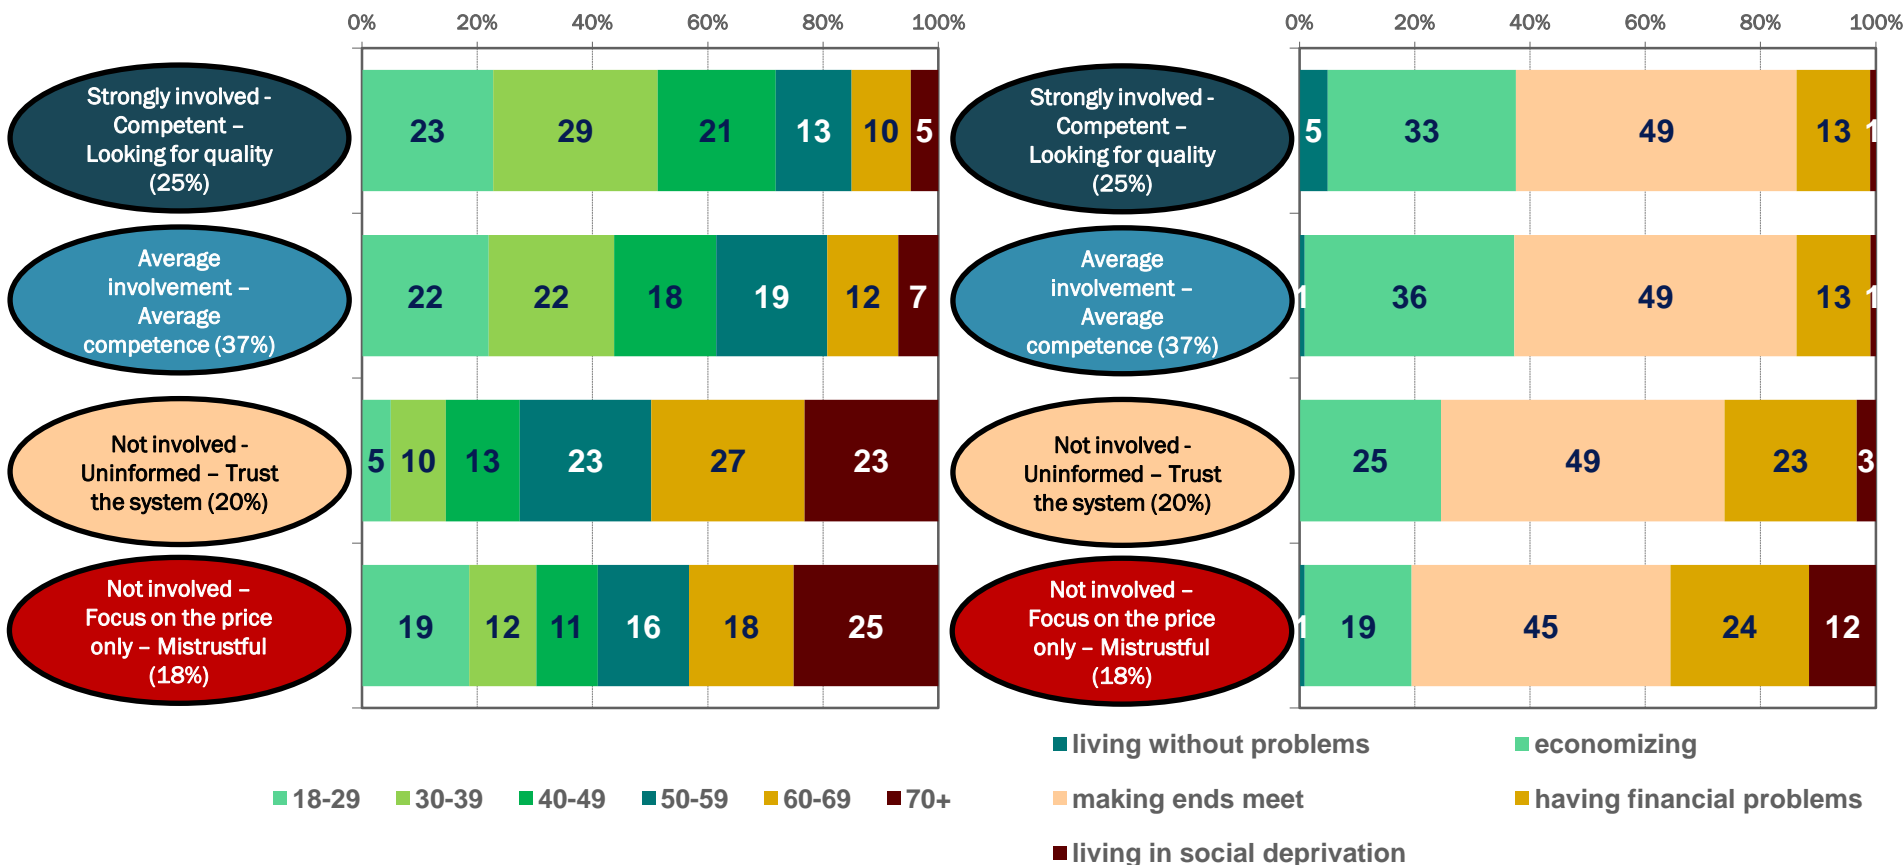 0% 20% 40% 60% 80% 100%
Strongly involved -
Competent –
Looking for quality
(25%)
23 29 21 13 10 5
Average
involvement –
Average
competence (37%)
22 22 18 19 12 7
Not involved -
Uninformed – Trust
the system (20%)
5 10 13 23 27 23
Not involved –
Focus on the price
only – Mistrustful
(18%)
19 12 11 16 18 25
18-29 30-39 40-49 50-59 60-69 70+
0% 20% 40% 60% 80% 100%
Strongly involved -
Competent –
Looking for quality
(25%)
5 33 49 13 1
Average
involvement –
Average
competence (37%)
1 36 49 13 1
Not involved -
Uninformed – Trust
the system (20%)
25 49 23 3
Not involved –
Focus on the price
only – Mistrustful
(18%)
1 19 45 24 12
living without problems economizing
making ends meet having financial problems
living in social deprivation